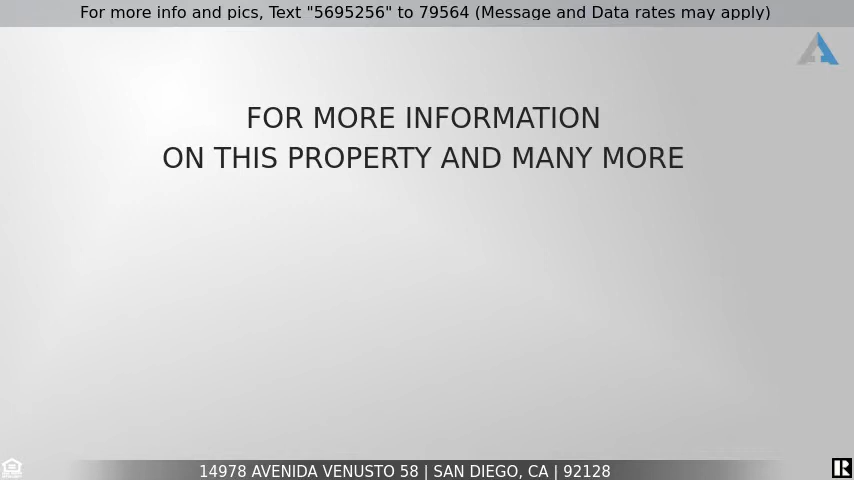 For more info and pics, Text "5695256" to 79564 (Message and Data rates may apply)
FOR MORE INFORMATION
ON THIS PROPERTY AND MANY MORE
14978 AVENIDA VENUSTO 58 | SAN DIEGO, CA | 92128